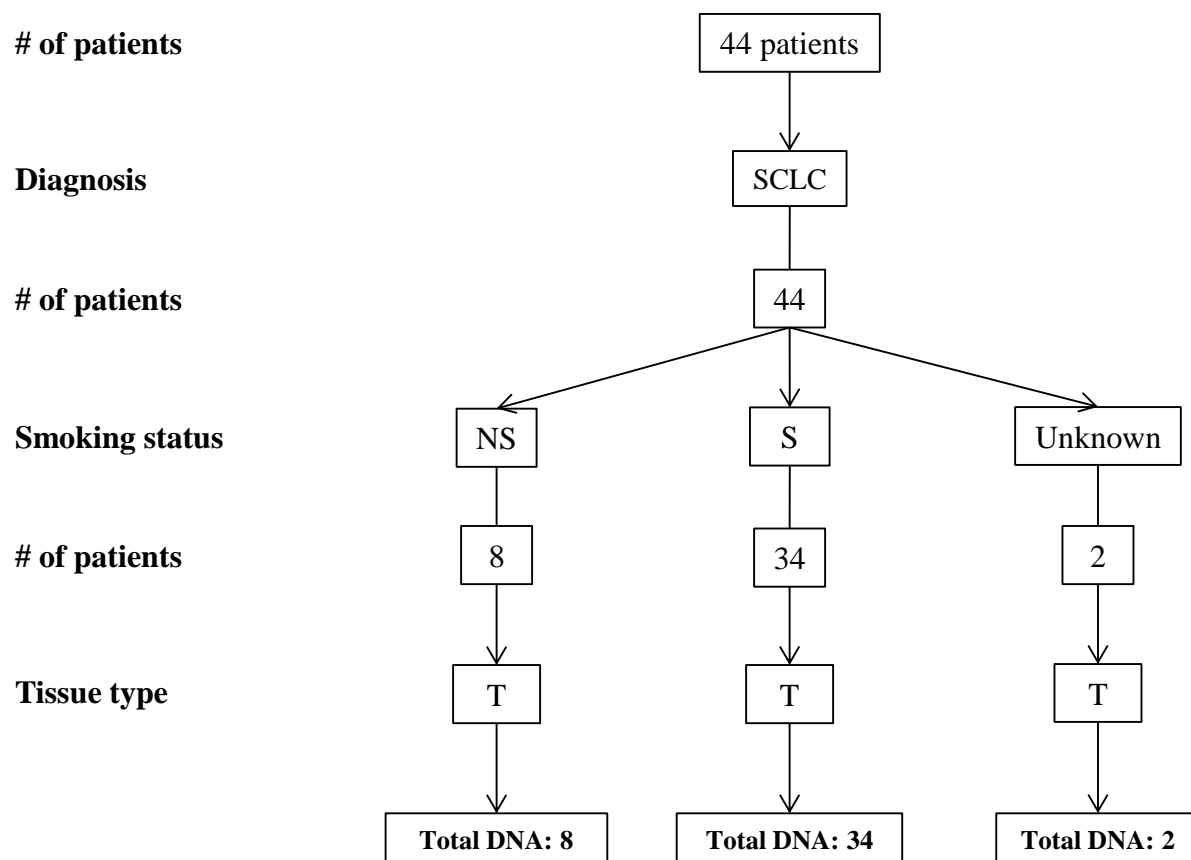 # of patients
44 patients
Diagnosis
SCLC
# of patients
44
Smoking status
NS
S
Unknown
# of patients
8
34
2
Tissue type
T
T
T
Total DNA: 8
Total DNA: 34
Total DNA: 2